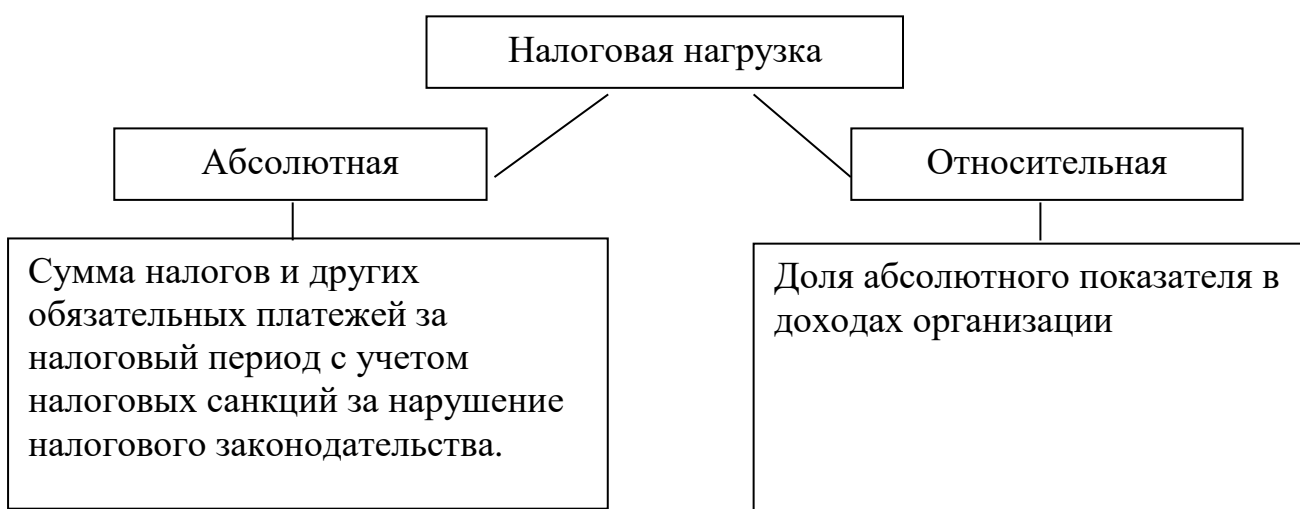 Налоговая нагрузка
Абсолютная
Относительная
Сумма налогов и других
обязательных платежей за
налоговый период с учетом
налоговых санкций за нарушение
налогового законодательства.
Доля абсолютного показателя в
доходах организации